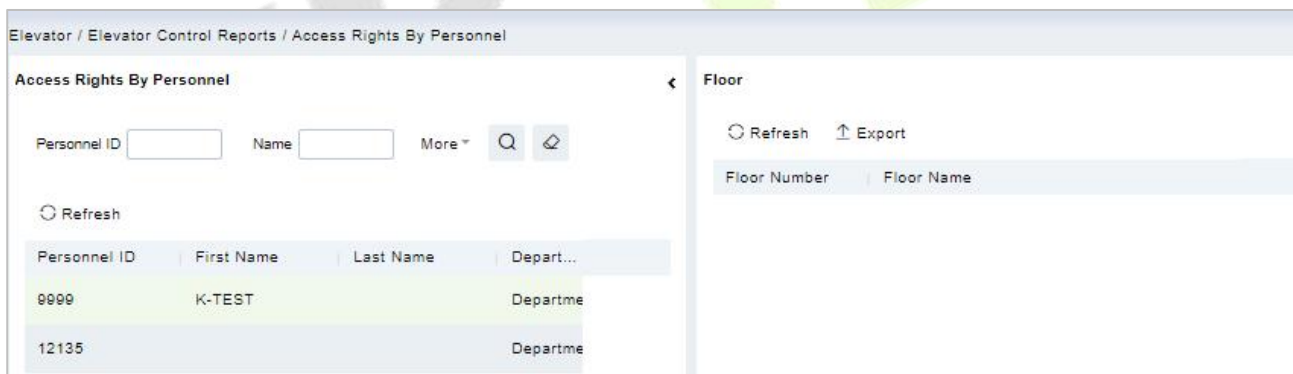 Elevator / Elevator Control Reports / Access Rights By Personnel
Access Rights By Personnel
Personnel ID Name More
Refresh
Personnel ID First Name Last Name Depart...
9999 K-TEST Departme
12135 Departme
Floor
Refresh Export
Floor Number Floor Name